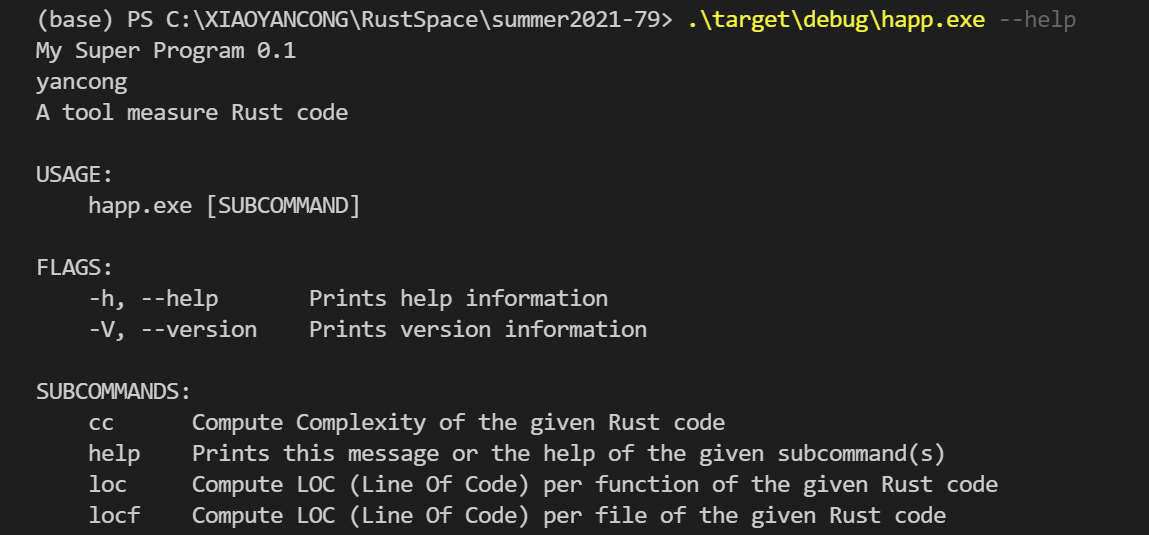 (base) PS C:\XIAOYANCONG\RustSpace\summer2021-79> .\target\debug\happ.exe --help
My Super Program 0.1
yancong
A tool measure Rust code
USAGE:
    happ.exe [SUBCOMMAND]
FLAGS:
    -h, --help       Prints help information
    -V, --version    Prints version information
SUBCOMMANDS:
    cc      Compute Complexity of the given Rust code
    help    Prints this message or the help of the given subcommand(s)
    loc     Compute LOC (Line Of Code) per function of the given Rust code
    locf    Compute LOC (Line Of Code) per file of the given Rust code